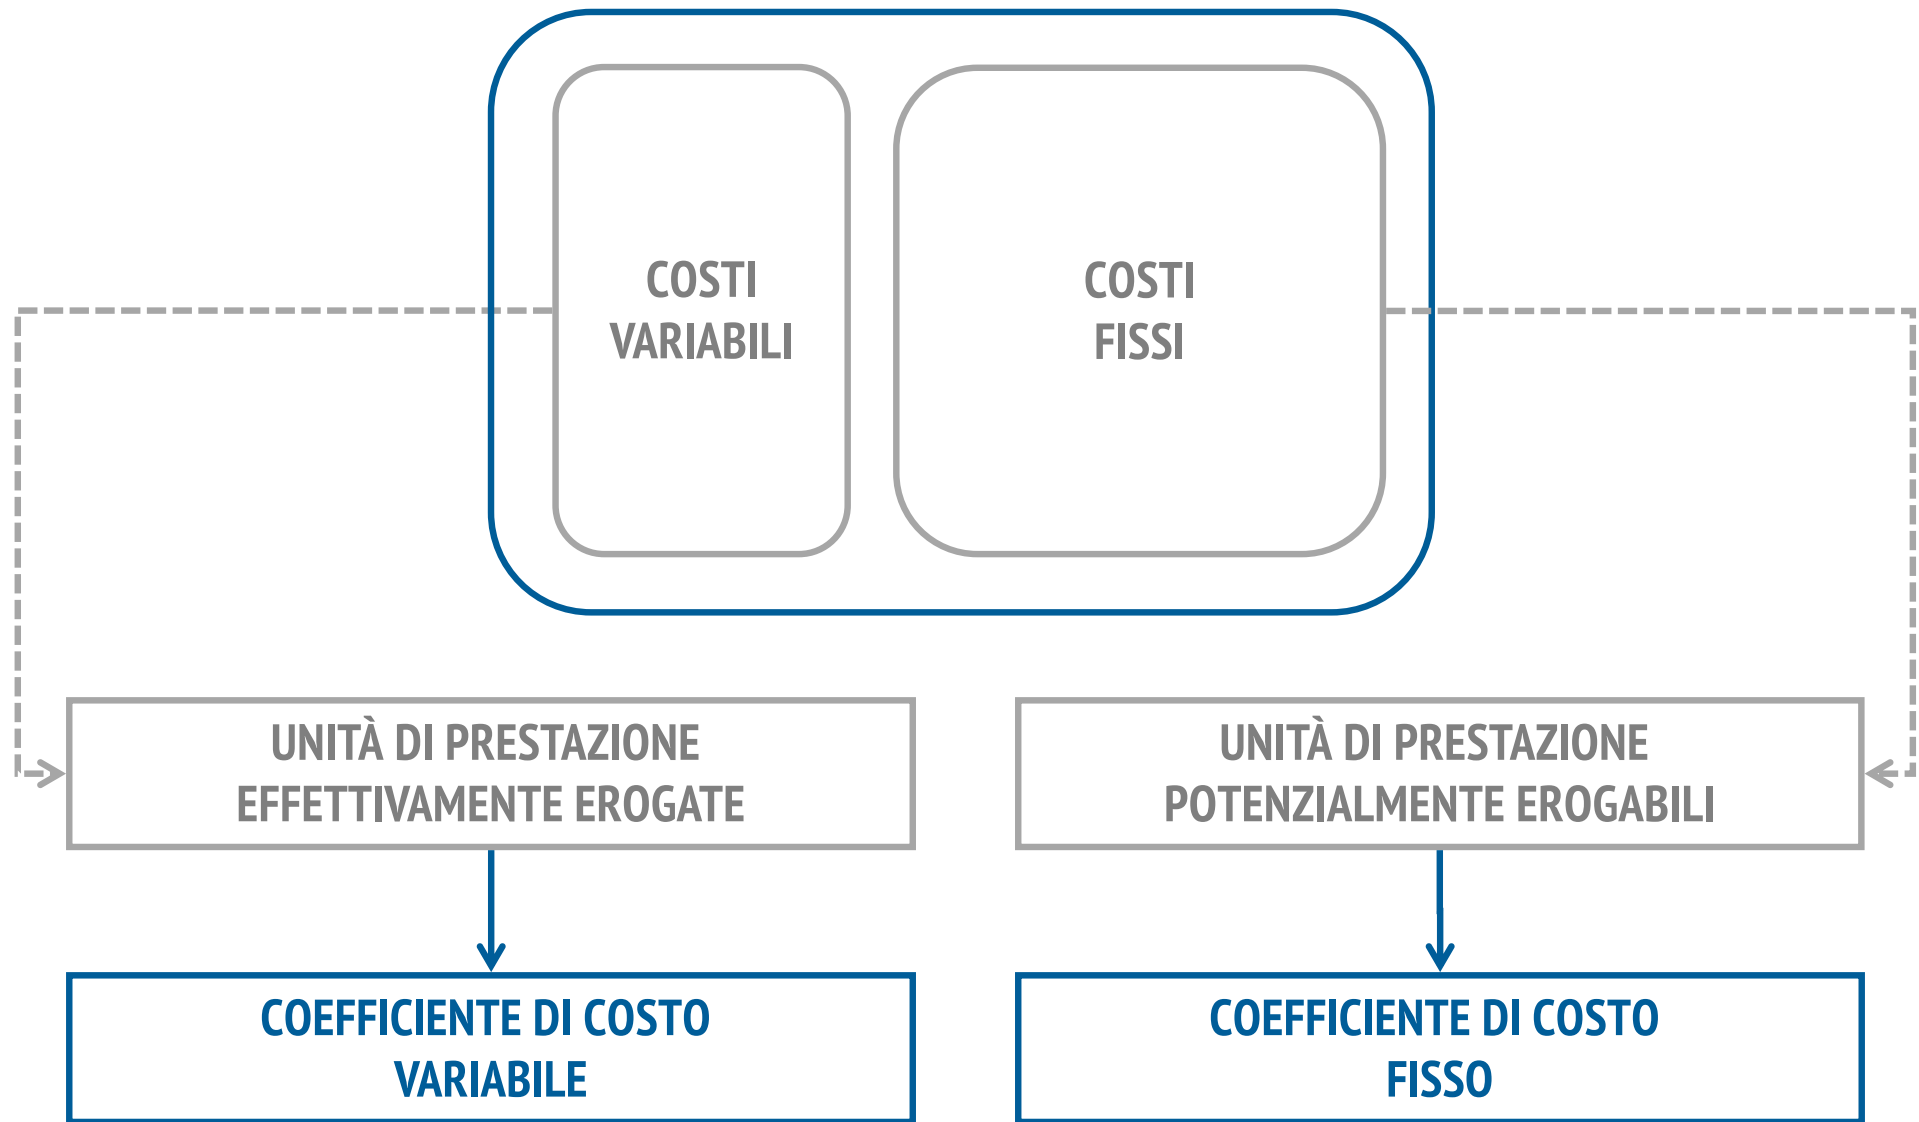 COSTI
VARIABILI
COSTI
FISSI
UNITÀ DI PRESTAZIONE
EFFETTIVAMENTE EROGATE
UNITÀ DI PRESTAZIONE
POTENZIALMENTE EROGABILI
COEFFICIENTE DI COSTO
VARIABILE
COEFFICIENTE DI COSTO
FISSO